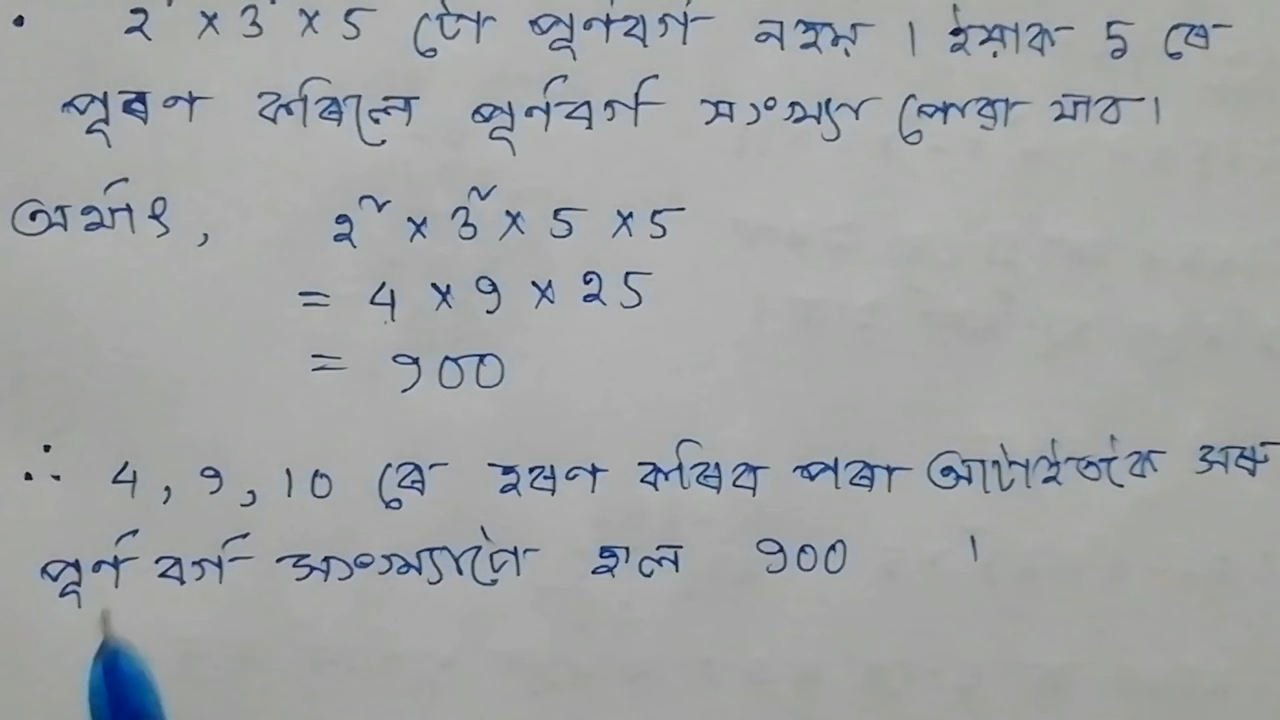 2² × 3² × 5 টো পূৰ্ণবৰ্গ নহয় । ইয়াক 5 ৰে
পূৰণ কৰিলে পূৰ্ণবৰ্গ সংখ্যা পোৱা যাব।
অৰ্থাৎ, 2² × 3² × 5 × 5
= 4 × 9 × 25
= 900
∴ 4, 9, 10 ৰে হৰণ কৰিব পৰা আটাইতকৈ সৰু
পূৰ্ণ বৰ্গ সংখ্যাটো হ'ল 900 ।